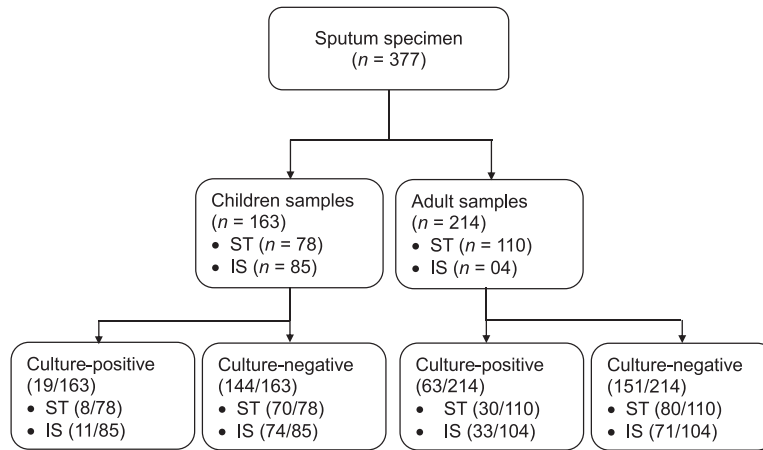 Sputum specimen
(n = 377)
Children samples
(n = 163)
• ST (n = 78)
• IS (n = 85)
Adult samples
(n = 214)
• ST (n = 110)
• IS (n = 04)
Culture-positive
(19/163)
• ST (8/78)
• IS (11/85)
Culture-negative
(144/163)
• ST (70/78)
• IS (74/85)
Culture-positive
(63/214)
• ST (30/110)
• IS (33/104)
Culture-negative
(151/214)
• ST (80/110)
• IS (71/104)